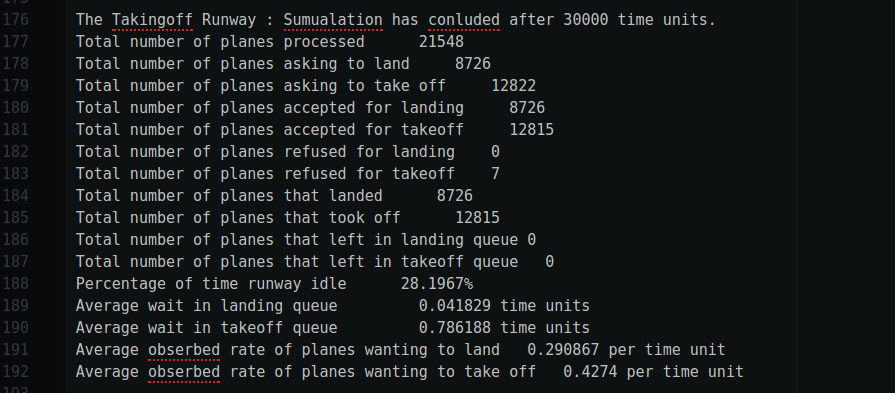 176 The Takingoff Runway : Sumualation has conluded after 30000 time units.
177 Total number of planes processed      21548
178 Total number of planes asking to land     8726
179 Total number of planes asking to take off     12822
180 Total number of planes accepted for landing     8726
181 Total number of planes accepted for takeoff     12815
182 Total number of planes refused for landing    0
183 Total number of planes refused for takeoff    7
184 Total number of planes that landed      8726
185 Total number of planes that took off      12815
186 Total number of planes that left in landing queue 0
187 Total number of planes that left in takeoff queue   0
188 Percentage of time runway idle      28.1967%
189 Average wait in landing queue         0.041829 time units
190 Average wait in takeoff queue         0.786188 time units
191 Average obserbed rate of planes wanting to land   0.290867 per time unit
192 Average obserbed rate of planes wanting to take off   0.4274 per time unit